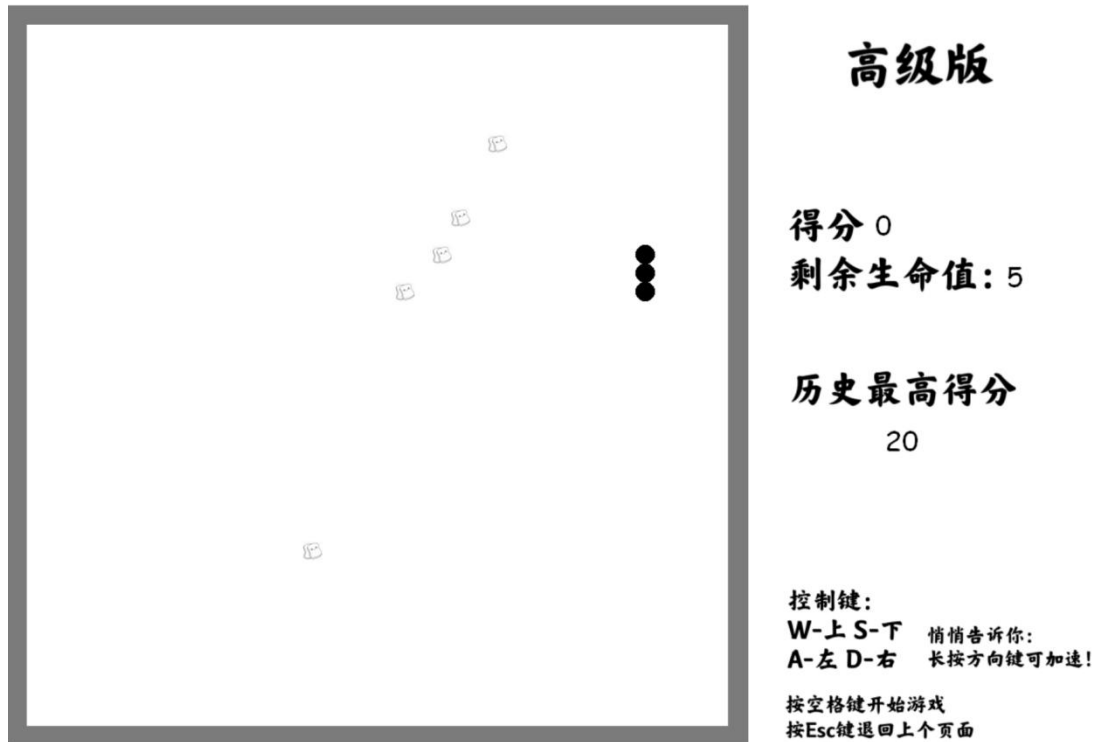 高级版
得分 0
剩余生命值: 5
历史最高得分
20
控制键:
W-上 S-下
A-左 D-右
悄悄告诉你:
长按方向键可加速!
按空格键开始游戏
按Esc键退回上个页面